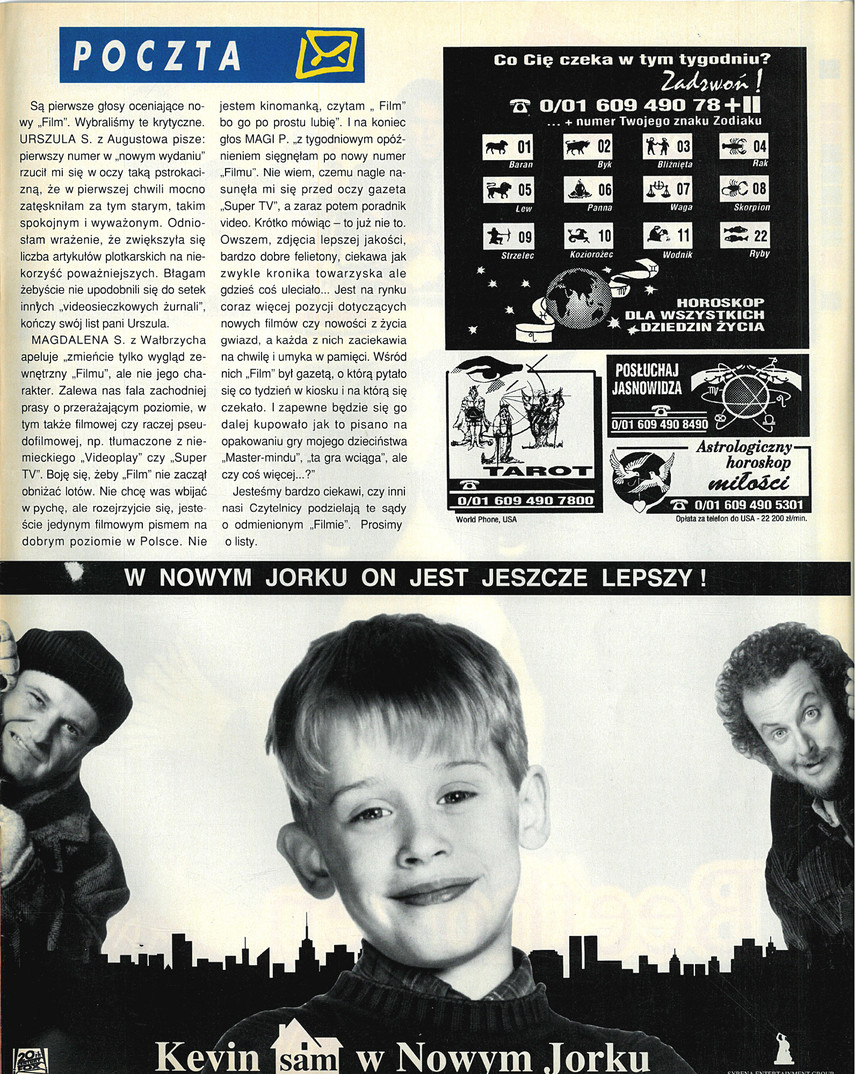 POCZTA
Są pierwsze głosy oceniające no-
wy „Film”. Wybraliśmy te krytyczne.
URSZULA S. z Augustowa pisze:
pierwszy numer w „nowym wydaniu”
rzucił mi się w oczy taką pstrokaci-
zną, że w pierwszej chwili mocno
zatęskniłam za tym starym, takim
spokojnym i wyważonym. Odnio-
słam wrażenie, że zwiększyła się
liczba artykułów plotkarskich na nie-
korzyść poważniejszych. Błagam
żebyście nie upodobnili się do setek
innych „videosieczkowych żurnali”,
kończy swój list pani Urszula.
MAGDALENA S. z Wałbrzycha
apeluje „zmieńcie tylko wygląd ze-
wnętrzny „Filmu”, ale nie jego cha-
rakter. Zalewa nas fala zachodniej
prasy o przerażającym poziomie, w
tym także filmowej czy raczej pseu-
dofilmowej, np. tłumaczone z nie-
mieckiego „Videoplay” czy „Super
TV”. Boję się, żeby „Film” nie zaczął
obniżać lotów. Nie chcę was wbijać
w pychę, ale rozejrzyjcie się, jeste-
ście jedynym filmowym pismem na
dobrym poziomie w Polsce. Nie
jestem kinomanką, czytam „ Film”
bo go po prostu lubię”. I na koniec
głos MAGI P. „z tygodniowym opóź-
nieniem sięgnęłam po nowy numer
„Filmu”. Nie wiem, czemu nagle na-
sunęła mi się przed oczy gazeta
„Super TV”, a zaraz potem poradnik
video. Krótko mówiąc – to już nie to.
Owszem, zdjęcia lepszej jakości,
bardzo dobre felietony, ciekawa jak
zwykle kronika towarzyska ale
gdzieś coś uleciało... Jest na rynku
coraz więcej pozycji dotyczących
nowych filmów czy nowości z życia
gwiazd, a każda z nich zaciekawia
na chwilę i umyka w pamięci. Wśród
nich „Film” był gazetą, o którą pytało
się co tydzień w kiosku i na którą się
czekało. I zapewne będzie się go
dalej kupowało jak to pisano na
opakowaniu gry mojego dzieciństwa
„Master-mindu”, „ta gra wciąga”, ale
czy coś więcej...?”
Jesteśmy bardzo ciekawi, czy inni
nasi Czytelnicy podzielają te sądy
o odmienionym „Filmie”. Prosimy
o listy.
Co Cię czeka w tym tygodniu?
Zadzwoń!
☎ 0/01 609 490 78 +
... + numer Twojego znaku Zodiaku
01 02 03 04
Baran Byk Bliźnięta Rak
05 06 07 08
Lew Panna Waga Skorpion
09 10 11 22
Strzelec Koziorożec Wodnik Ryby
HOROSKOP
DLA WSZYSTKICH
DZIEDZIN ŻYCIA
TAROT
☎
0/01 609 490 7800
World Phone, USA
POSŁUCHAJ
JASNOWIDZA
☎
0/01 609 490 8490
Astrologiczny
horoskop
miłości
☎ 0/01 609 490 5301
Opłata za telefon do USA - 22 200 zł/min.
W NOWYM JORKU ON JEST JESZCZE LEPSZY !
Kevin sam w Nowym Jorku
20th
CENTURY
FOX
SYRENA ENTERTAINMENT GROUP